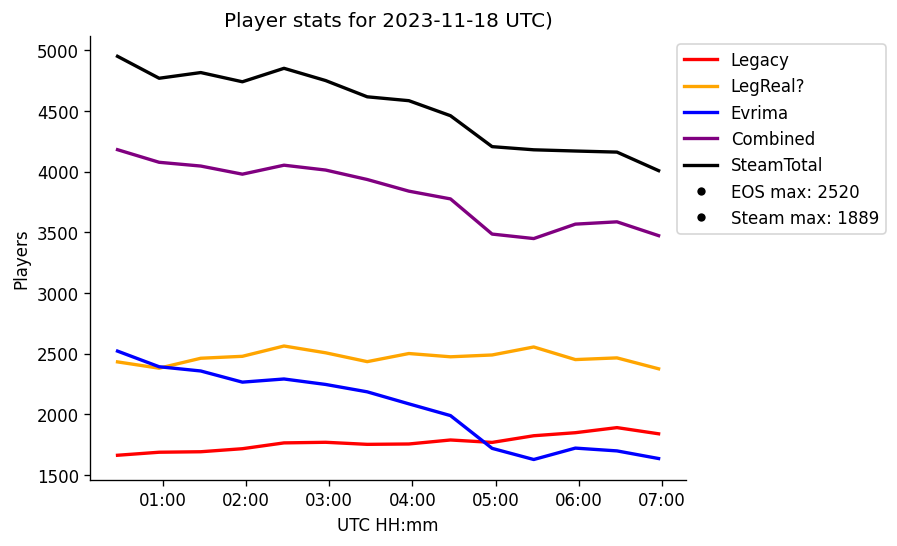 Player stats for 2023-11-18 UTC)
5000
4500
4000
3500
3000
2500
2000
1500
Players
01:00 02:00 03:00 04:00 05:00 06:00 07:00
UTC HH:mm
Legacy
LegReal?
Evrima
Combined
SteamTotal
EOS max: 2520
Steam max: 1889